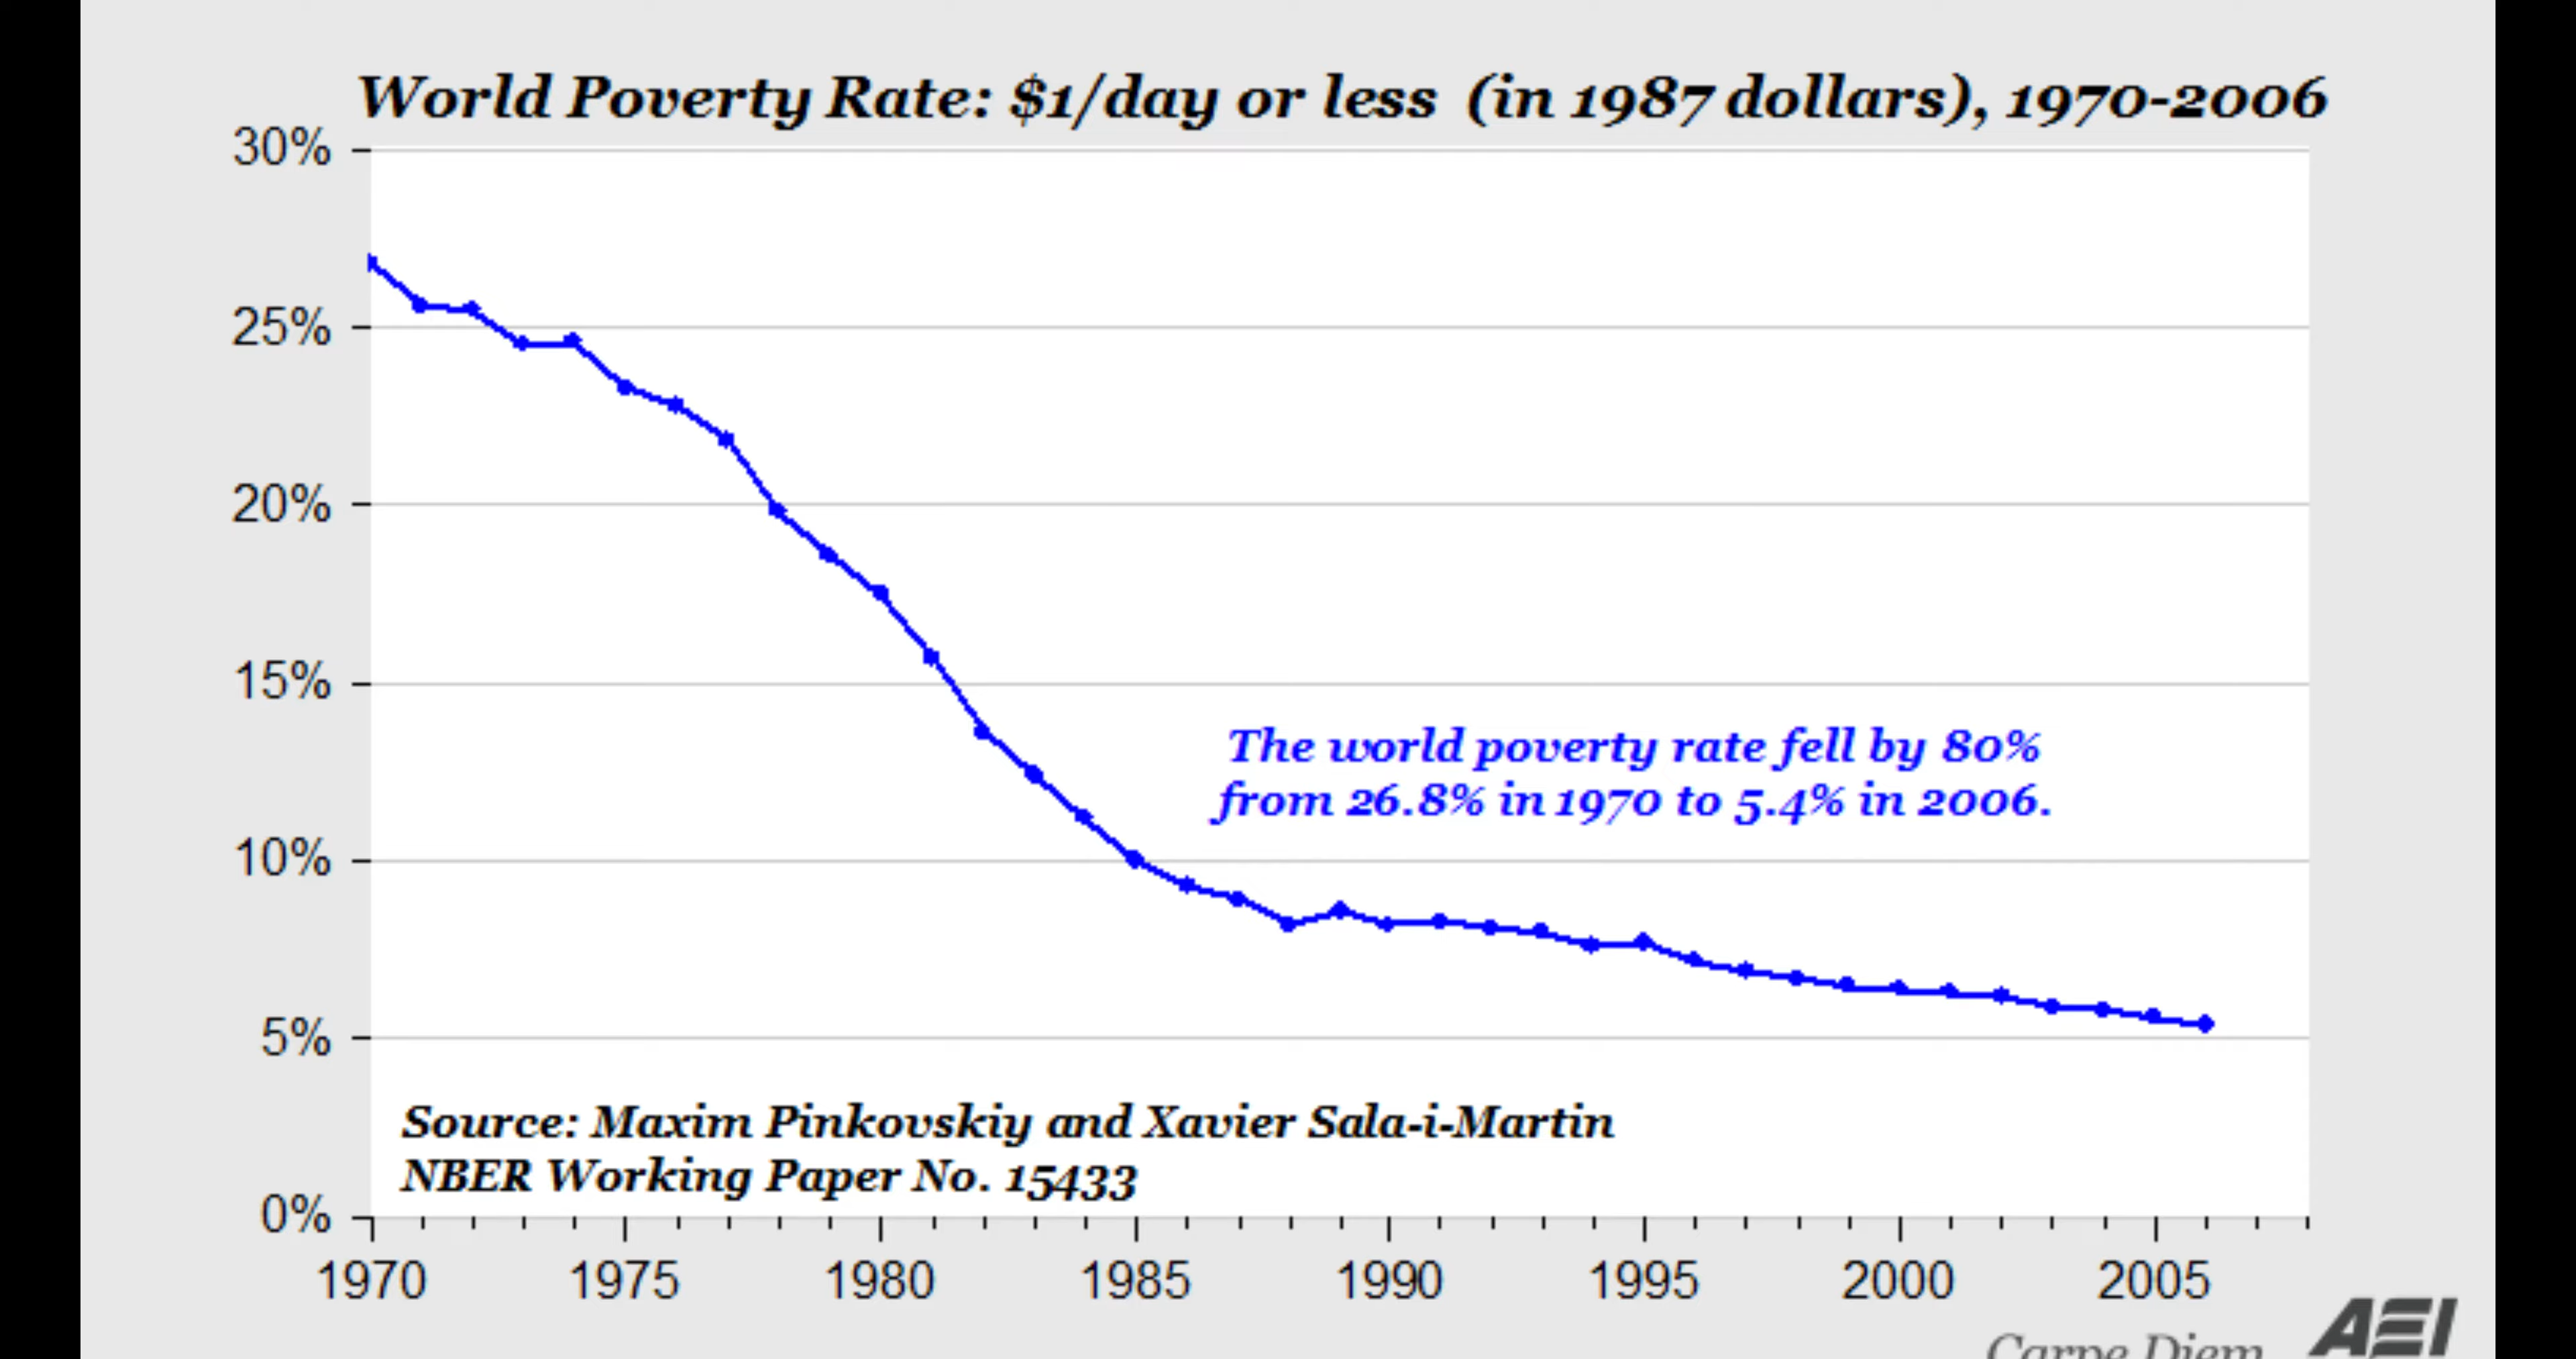 World Poverty Rate: $1/day or less (in 1987 dollars), 1970-2006
30%
25%
20%
15%
10%
5%
0%
The world poverty rate fell by 80%
from 26.8% in 1970 to 5.4% in 2006.
Source: Maxim Pinkovskiy and Xavier Sala-i-Martin
NBER Working Paper No. 15433
1970 1975 1980 1985 1990 1995 2000 2005
Carpe Diem AEI